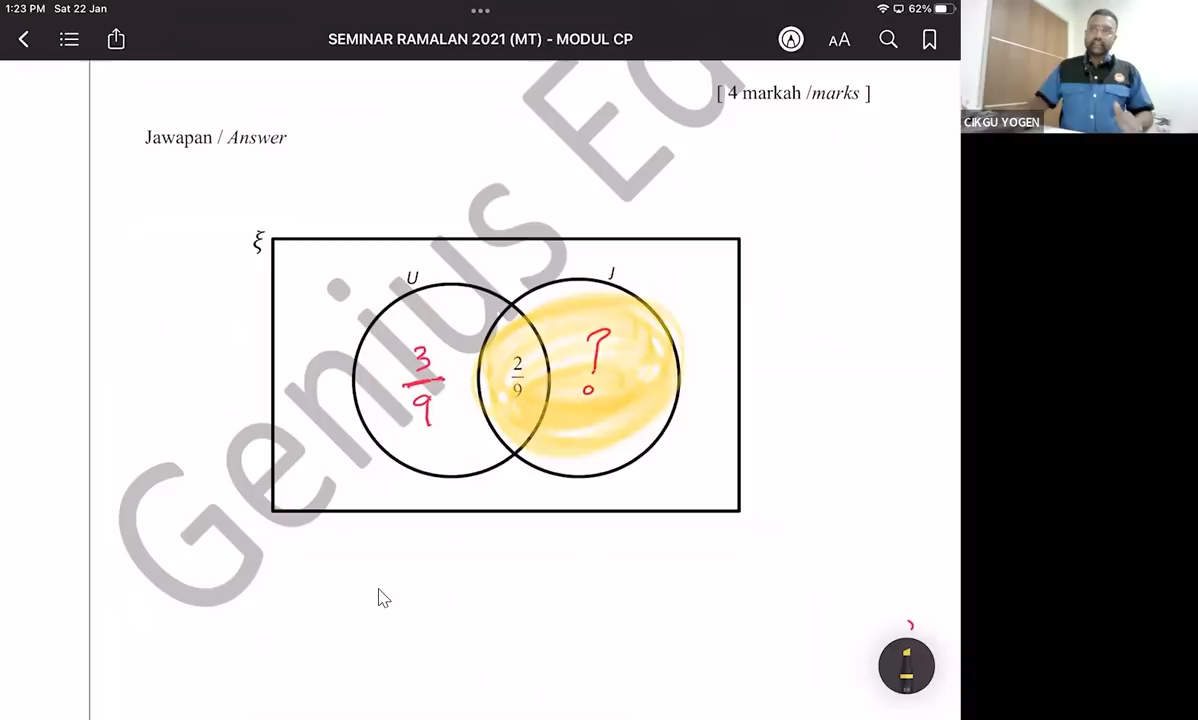 1:23 PM Sat 22 Jan
62%
SEMINAR RAMALAN 2021 (MT) - MODUL CP
AA
CIKGU YOGEN
[ 4 markah /marks ]
Jawapan / Answer
ξ
U
J
3
9
2
9
?
Genius Ed